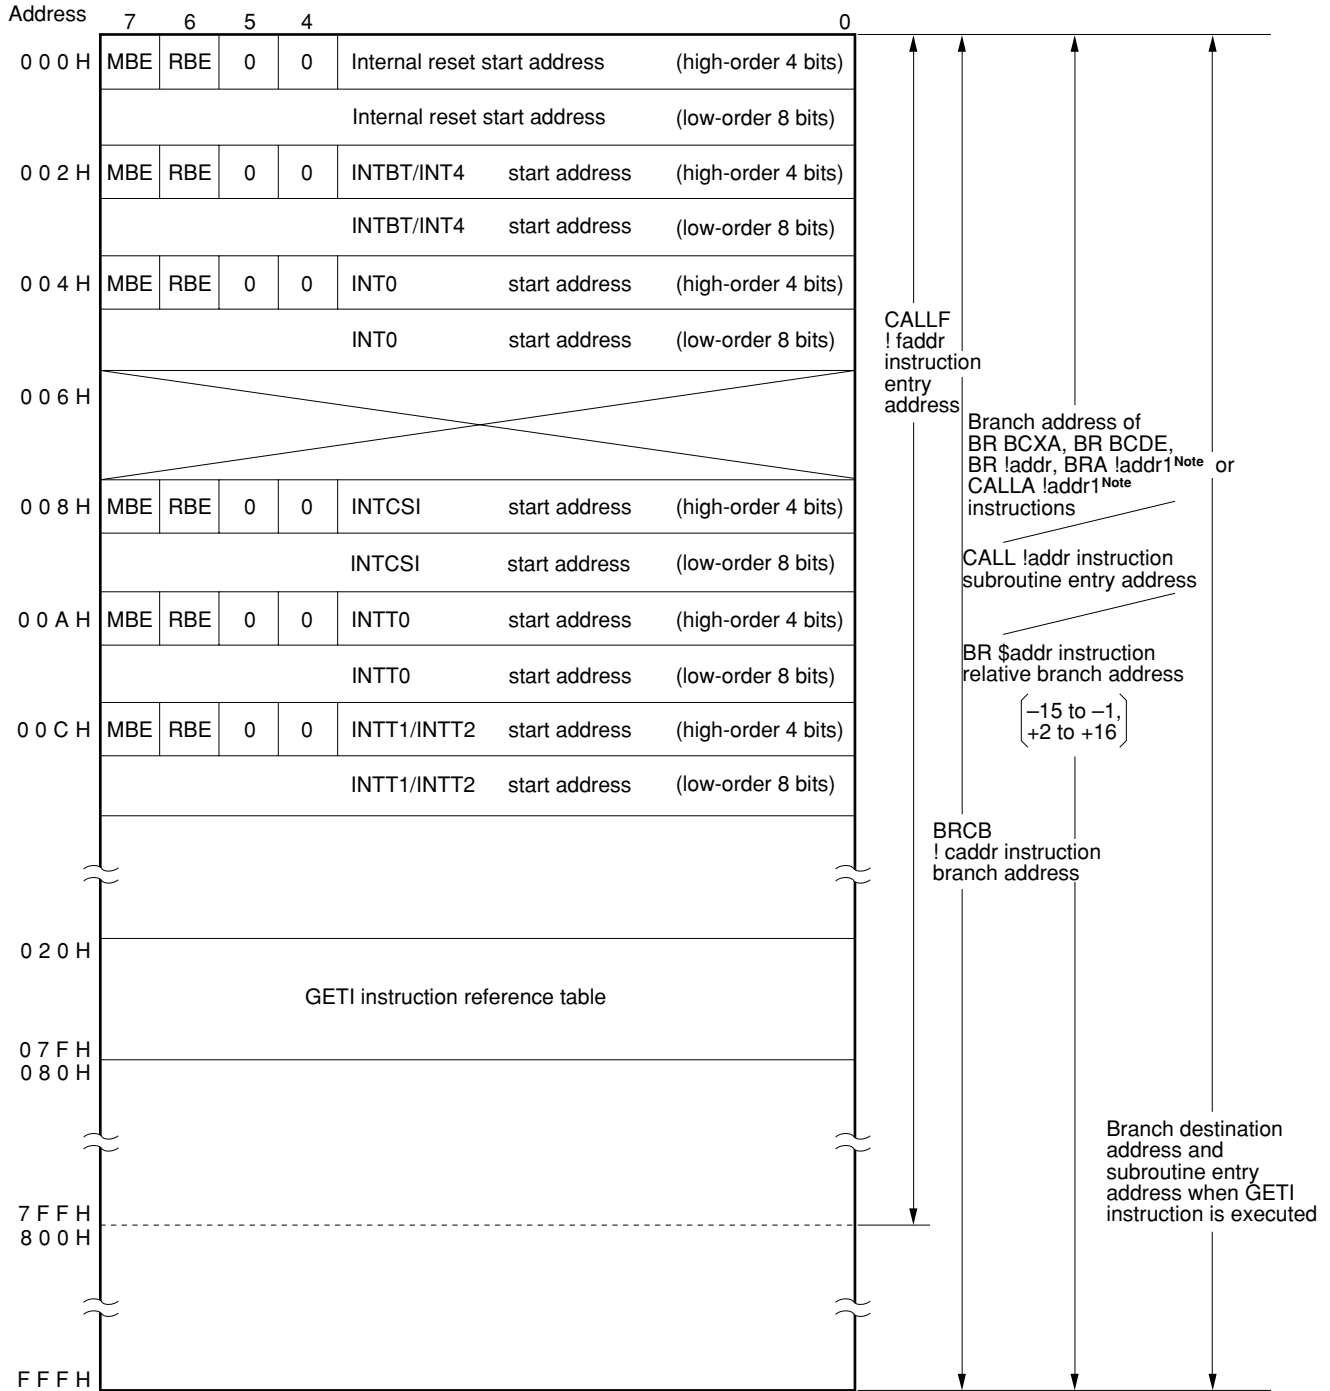 Address
7 6 5 4 0
000H MBE RBE 0 0 Internal reset start address (high-order 4 bits)
Internal reset start address (low-order 8 bits)
002H MBE RBE 0 0 INTBT/INT4 start address (high-order 4 bits)
INTBT/INT4 start address (low-order 8 bits)
004H MBE RBE 0 0 INT0 start address (high-order 4 bits)
INT0 start address (low-order 8 bits)
006H
008H MBE RBE 0 0 INTCSI start address (high-order 4 bits)
INTCSI start address (low-order 8 bits)
00AH MBE RBE 0 0 INTT0 start address (high-order 4 bits)
INTT0 start address (low-order 8 bits)
00CH MBE RBE 0 0 INTT1/INTT2 start address (high-order 4 bits)
INTT1/INTT2 start address (low-order 8 bits)
020H
GETI instruction reference table
07FH
080H
7FFH
800H
FFFH
CALLF
! faddr
instruction
entry
address
Branch address of
BR BCXA, BR BCDE,
BR !addr, BRA !addr1Note or
CALLA !addr1Note
instructions
CALL !addr instruction
subroutine entry address
BR $addr instruction
relative branch address
–15 to –1,
+2 to +16
BRCB
! caddr instruction
branch address
Branch destination
address and
subroutine entry
address when GETI
instruction is executed